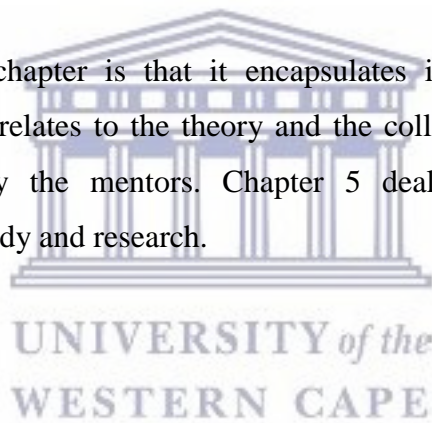 chapter is that it encapsulates i
relates to the theory and the coll
y the mentors. Chapter 5 deal
dy and research.
UNIVERSITY of the
WESTERN CAPE